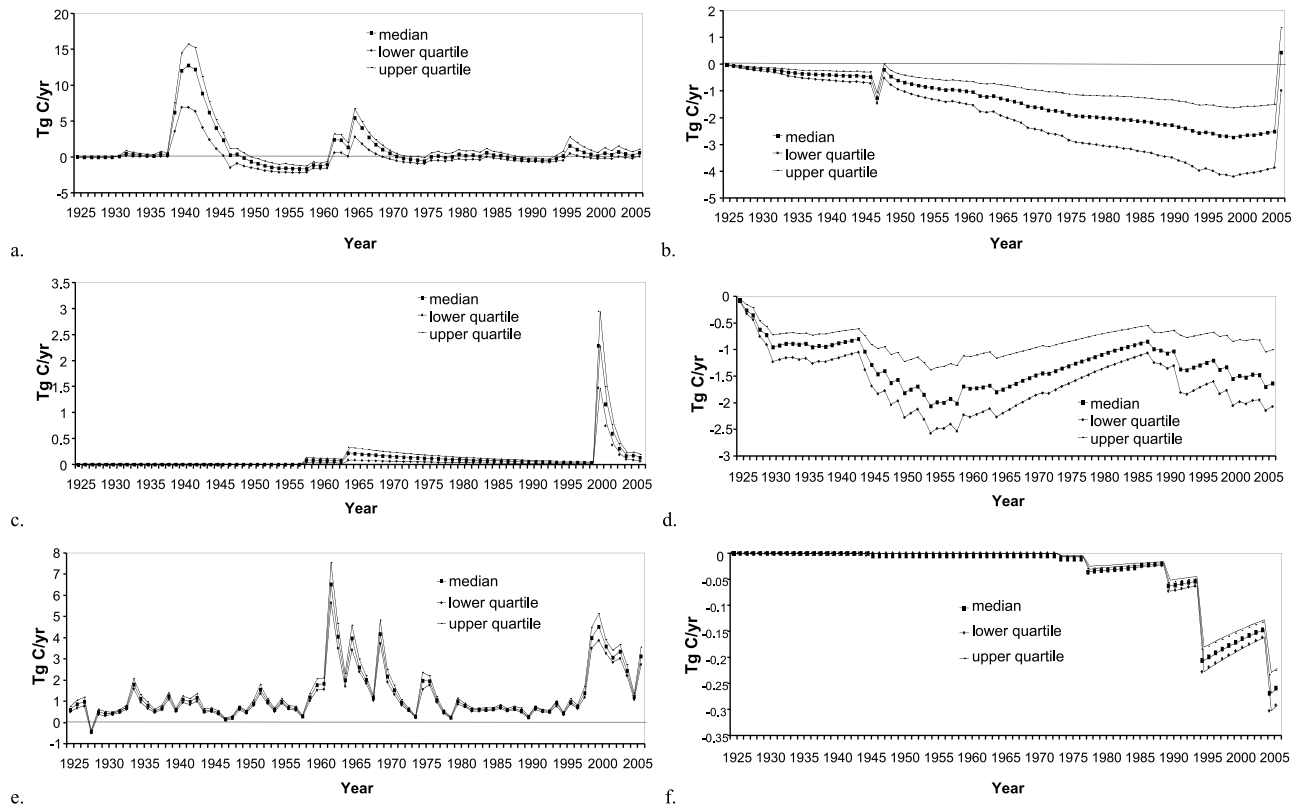 20
15
10
5
0
-5
Tg C/yr
median
lower quartile
upper quartile
1925 1930 1935 1940 1945 1950 1955 1960 1965 1970 1975 1980 1985 1990 1995 2000 2005
Year
a.
2
1
0
-1
-2
-3
-4
-5
Tg C/yr
median
lower quartile
upper quartile
1925 1930 1935 1940 1945 1950 1955 1960 1965 1970 1975 1980 1985 1990 1995 2000 2005
Year
b.
3.5
3
2.5
2
1.5
1
0.5
0
Tg C/yr
median
lower quartile
upper quartile
1925 1930 1935 1940 1945 1950 1955 1960 1965 1970 1975 1980 1985 1990 1995 2000 2005
Year
c.
0
-0.5
-1
-1.5
-2
-2.5
-3
Tg C/yr
median
lower quartile
upper quartile
1925 1930 1935 1940 1945 1950 1955 1960 1965 1970 1975 1980 1985 1990 1995 2000 2005
Year
d.
8
7
6
5
4
3
2
1
0
-1
Tg C/yr
median
lower quartile
upper quartile
1925 1930 1935 1940 1945 1950 1955 1960 1965 1970 1975 1980 1985 1990 1995 2000 2005
Year
e.
0
-0.05
-0.1
-0.15
-0.2
-0.25
-0.3
-0.35
Tg C/yr
median
lower quartile
upper quartile
1925 1930 1935 1940 1945 1950 1955 1960 1965 1970 1975 1980 1985 1990 1995 2000 2005
Year
f.